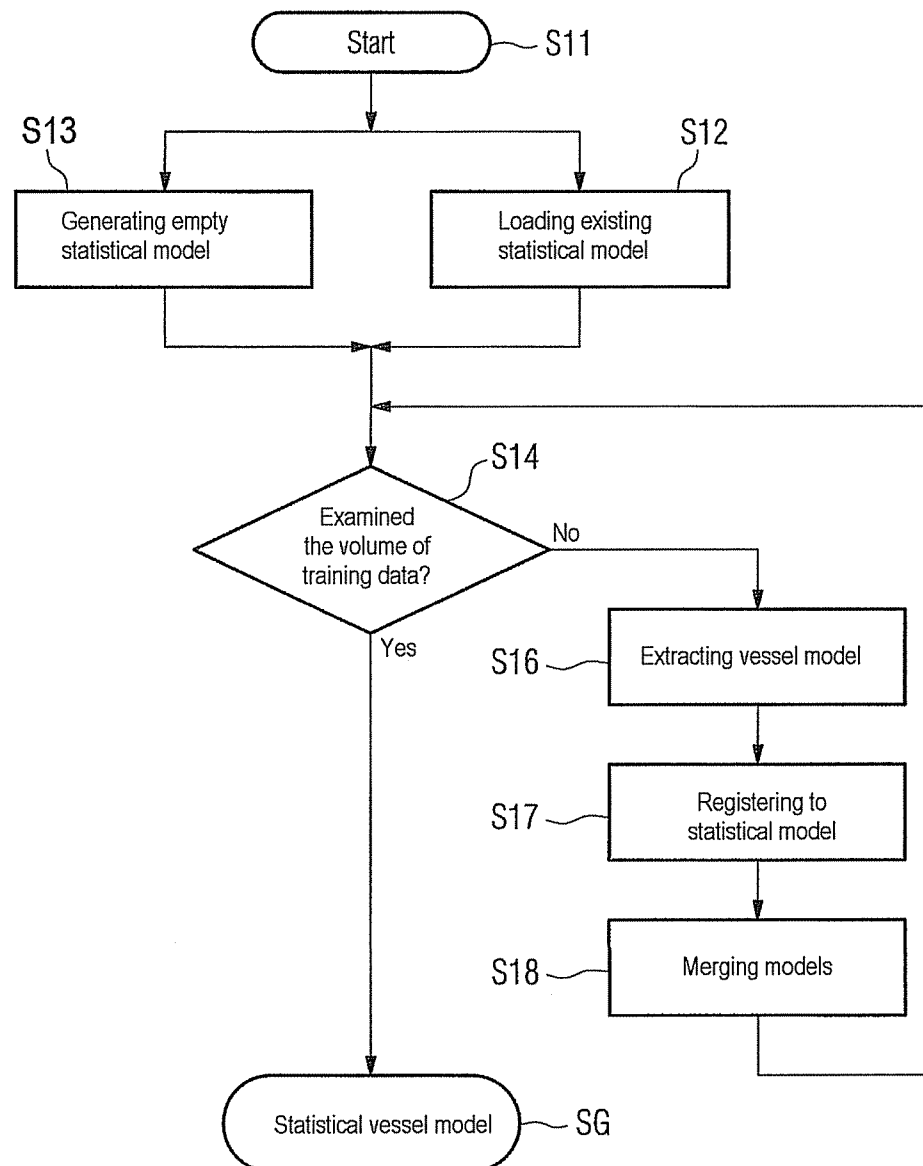 Start
S11
S13
S12
Generating empty
statistical model
Loading existing
statistical model
S14
Examined
the volume of
training data?
No
Yes
S16
Extracting vessel model
S17
Registering to
statistical model
S18
Merging models
Statistical vessel model
SG